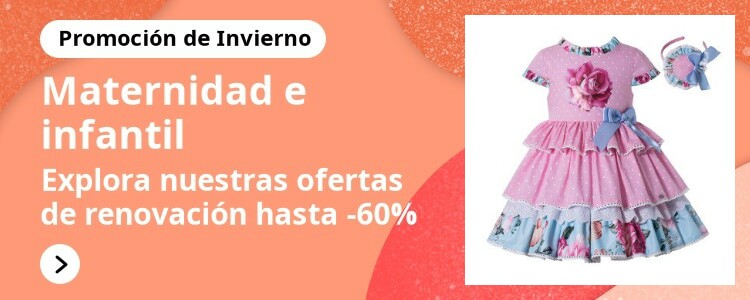 Promoción de Invierno
Maternidad e
infantil
Explora nuestras ofertas
de renovación hasta -60%